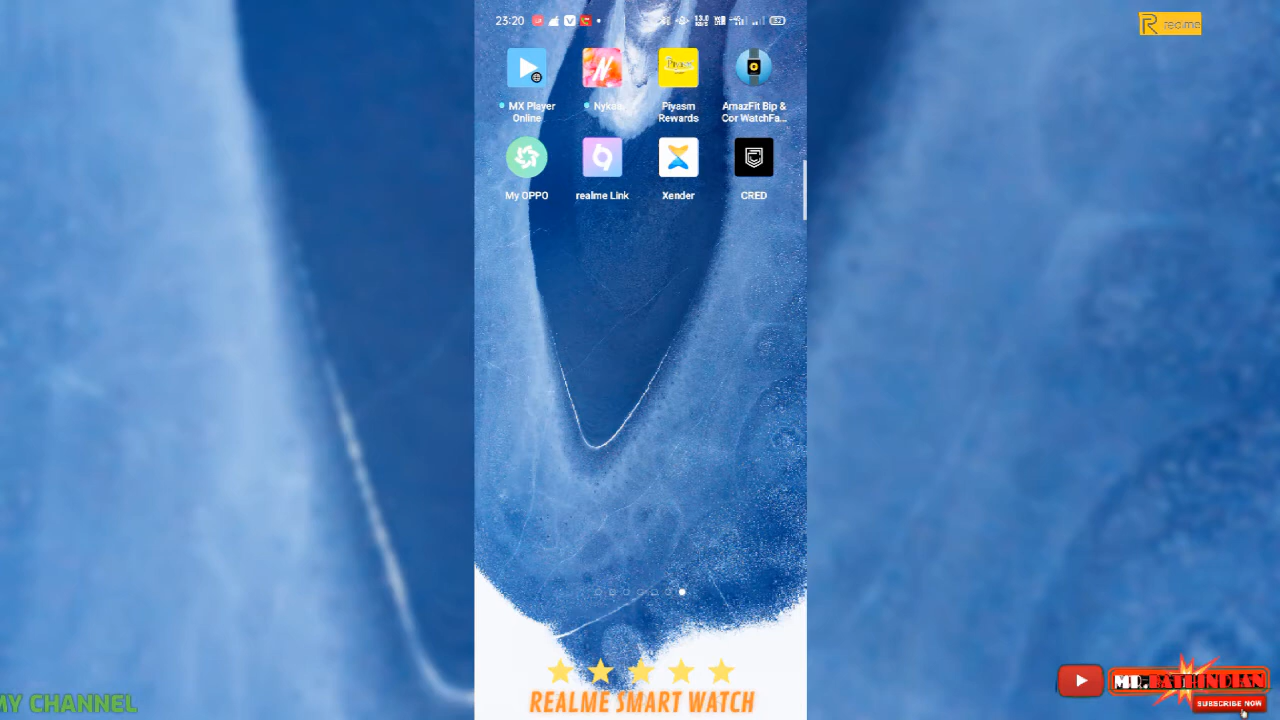 23:20
realme
MX Player
Online
Nykaa
Piyasm
Rewards
AmazFit Bip &
Cor WatchFa...
My OPPO
realme Link
Xender
CRED
REALME SMART WATCH
MY CHANNEL
SUBSCRIBE NOW